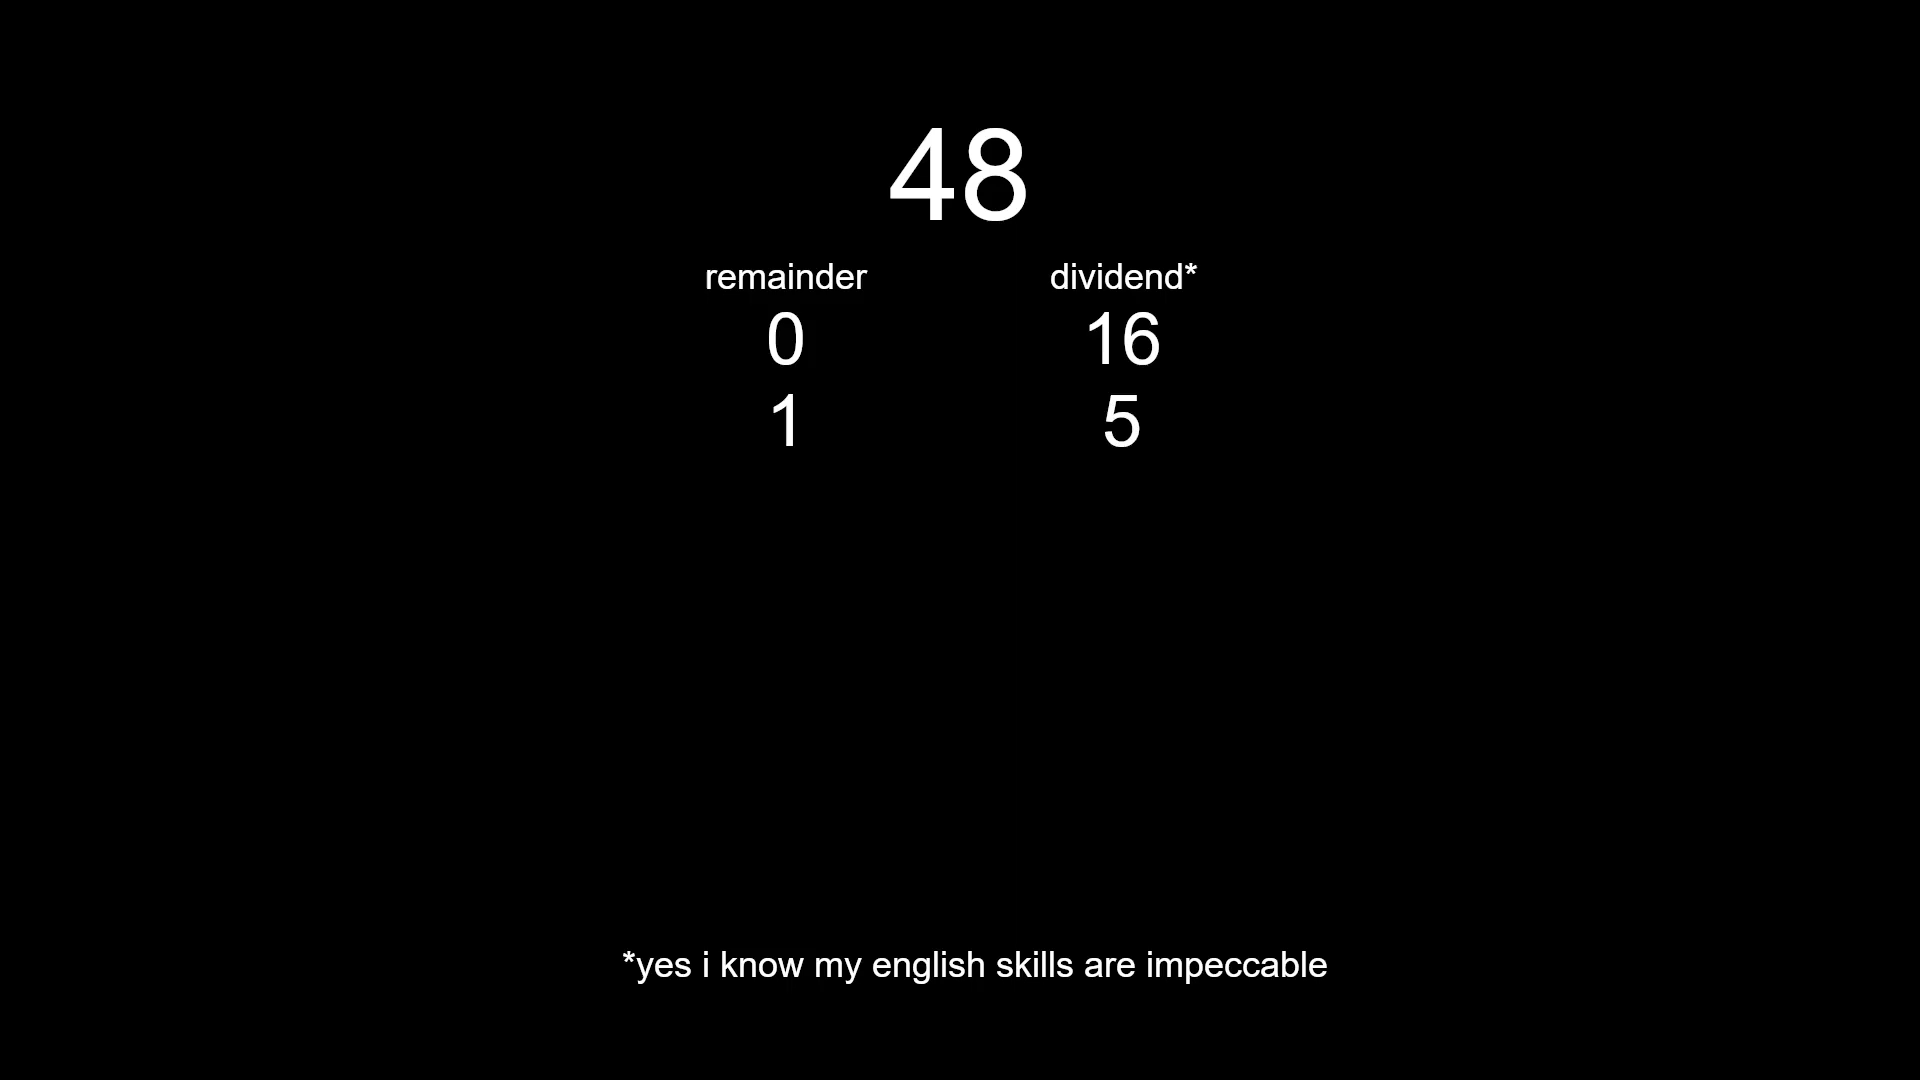 48
remainder dividend*
0 16
1 5
*yes i know my english skills are impeccable